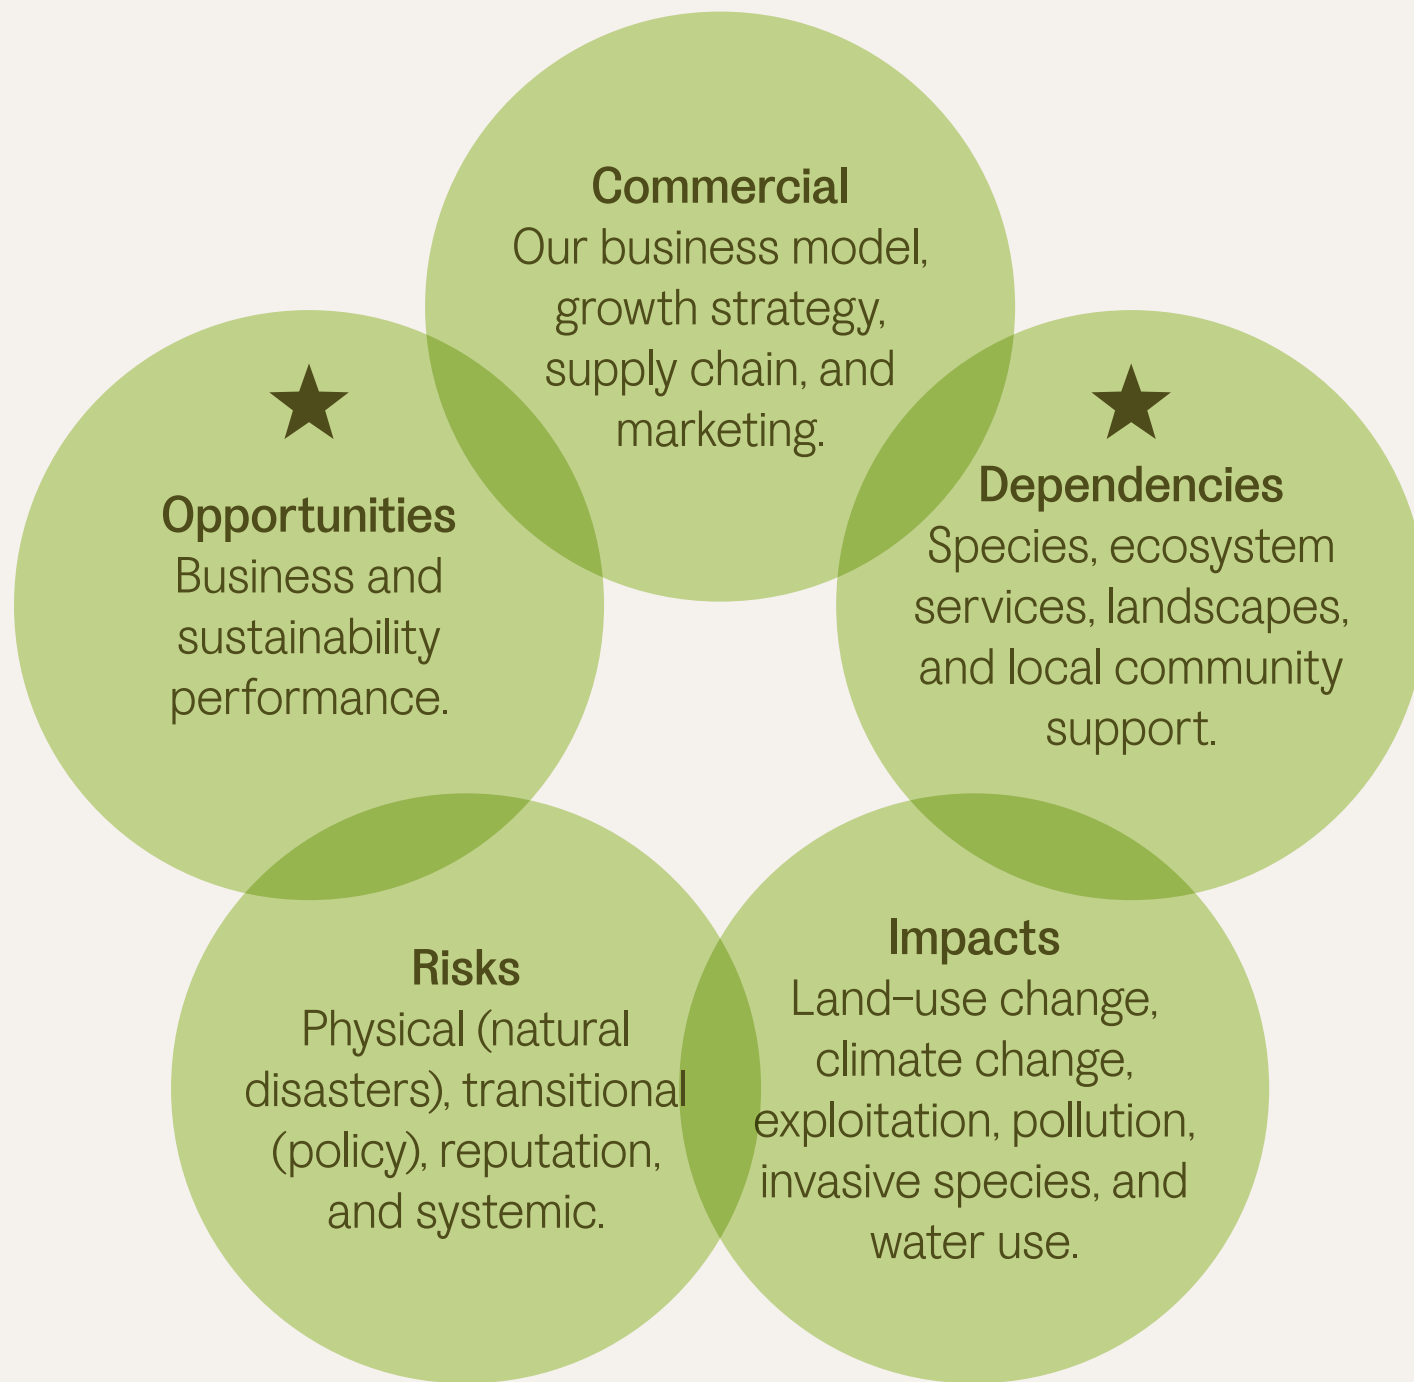 Commercial
Our business model,
growth strategy,
supply chain, and
marketing.
Opportunities
Business and
sustainability
performance.
Dependencies
Species, ecosystem
services, landscapes,
and local community
support.
Risks
Physical (natural
disasters), transitional
(policy), reputation,
and systemic.
Impacts
Land–use change,
climate change,
exploitation, pollution,
invasive species, and
water use.